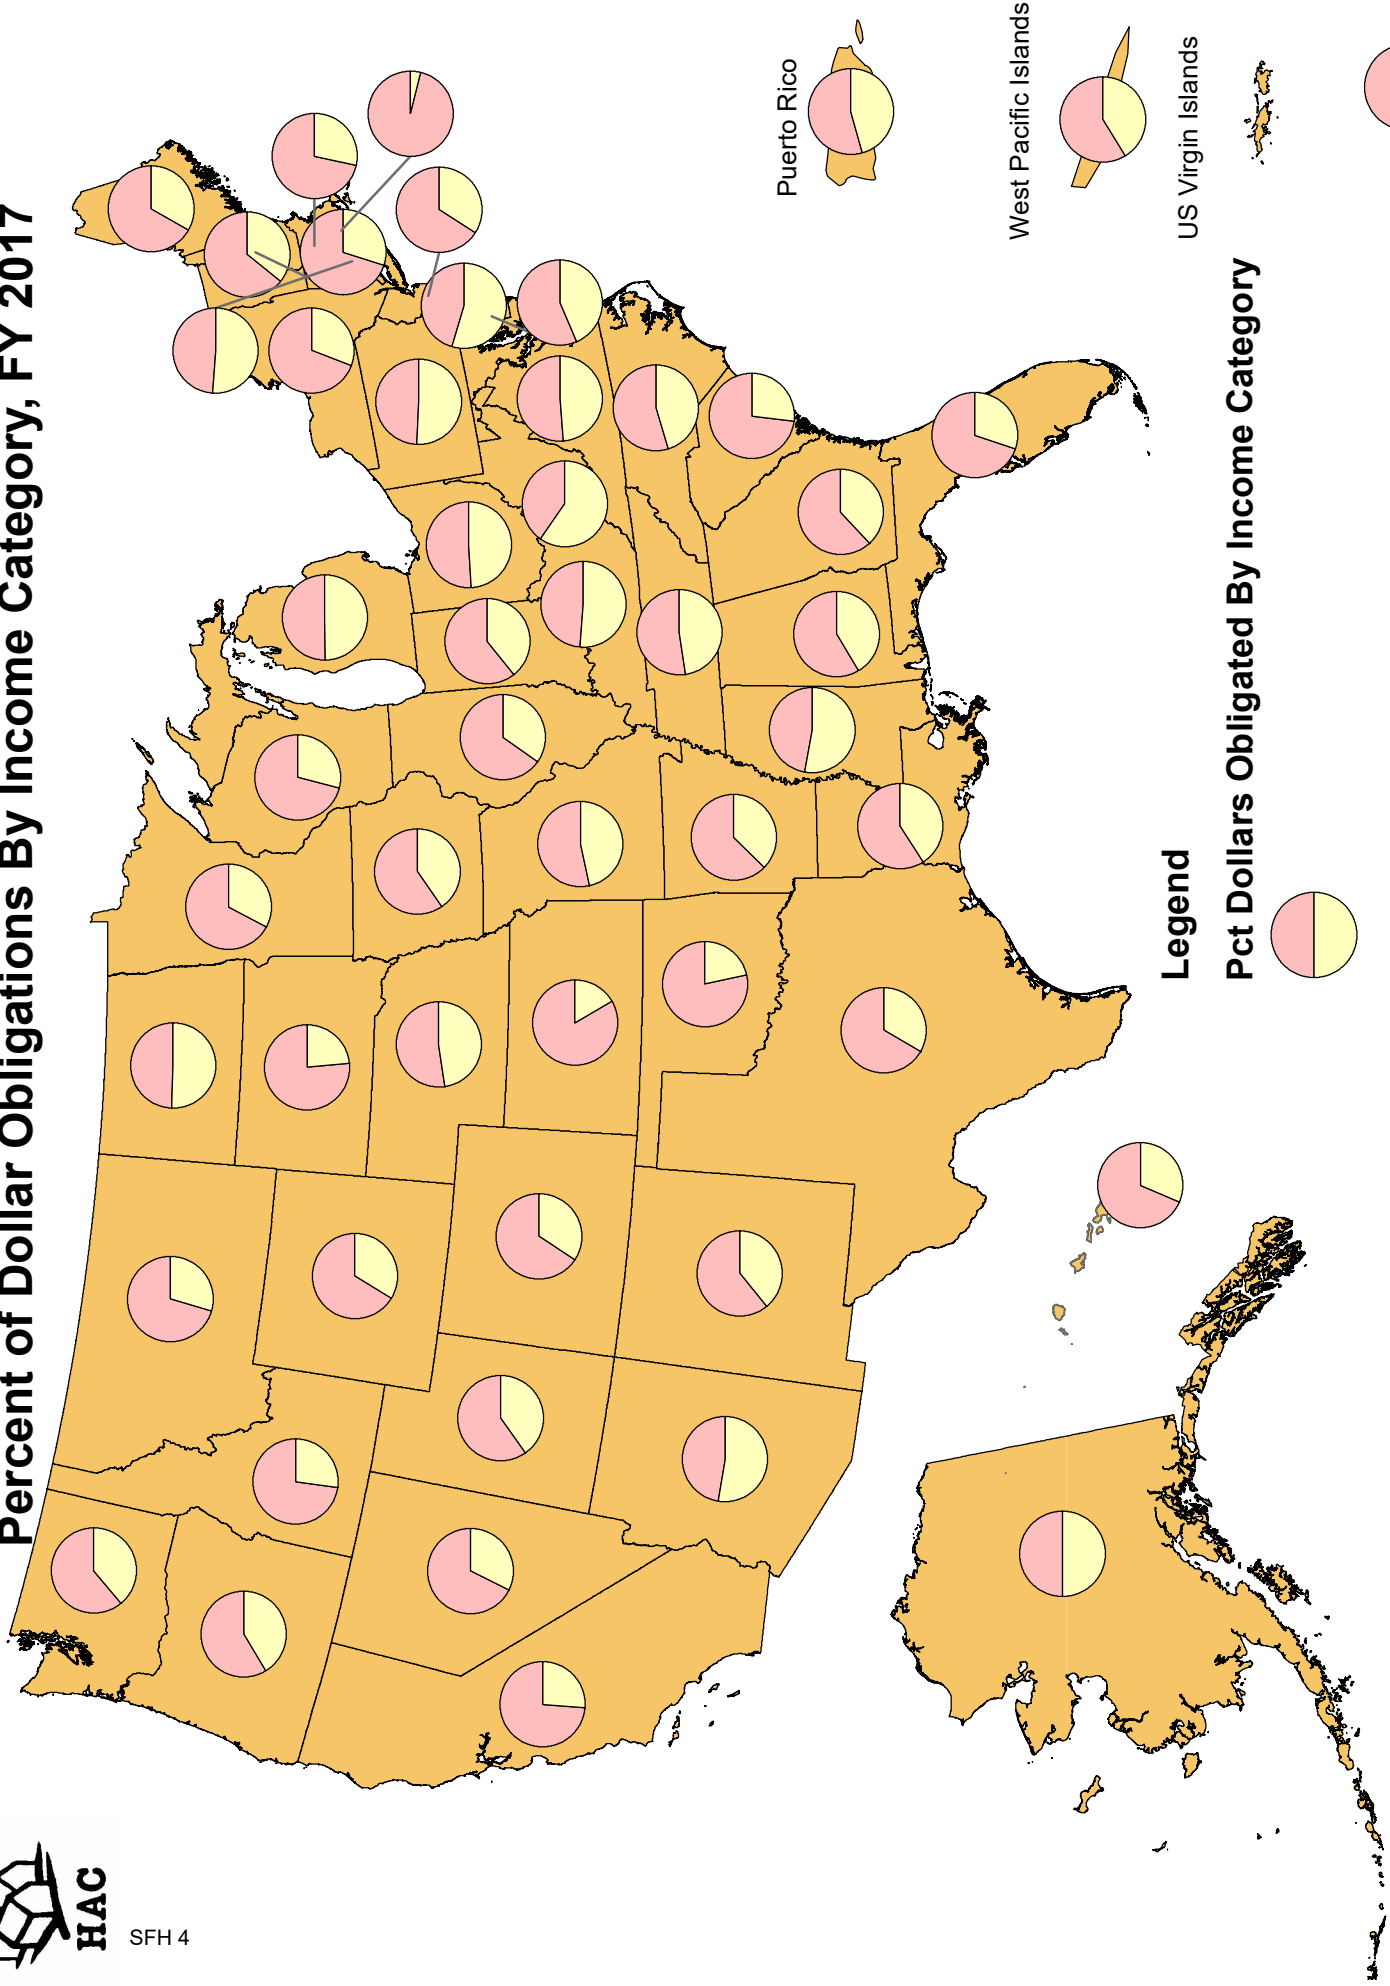 Percent of Dollar Obligations By Income Category, FY 2017
Puerto Rico
West Pacific Islands
US Virgin Islands
Legend
Pct Dollars Obligated By Income Category
HAC
SFH 4